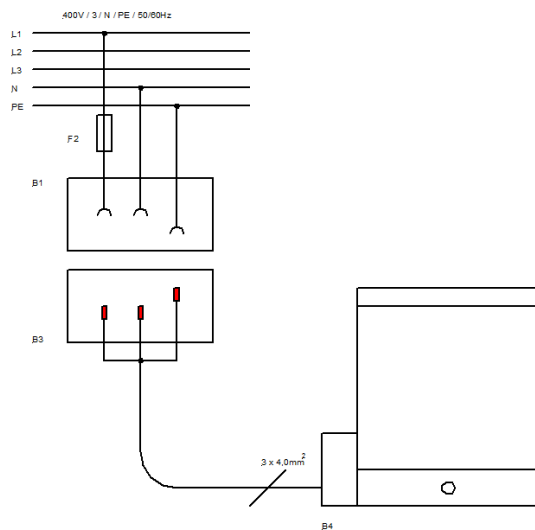 400V / 3 / N / PE / 50/60Hz
L1
L2
L3
N
PE
F2
B1
B3
3 x 4,0mm²
B4